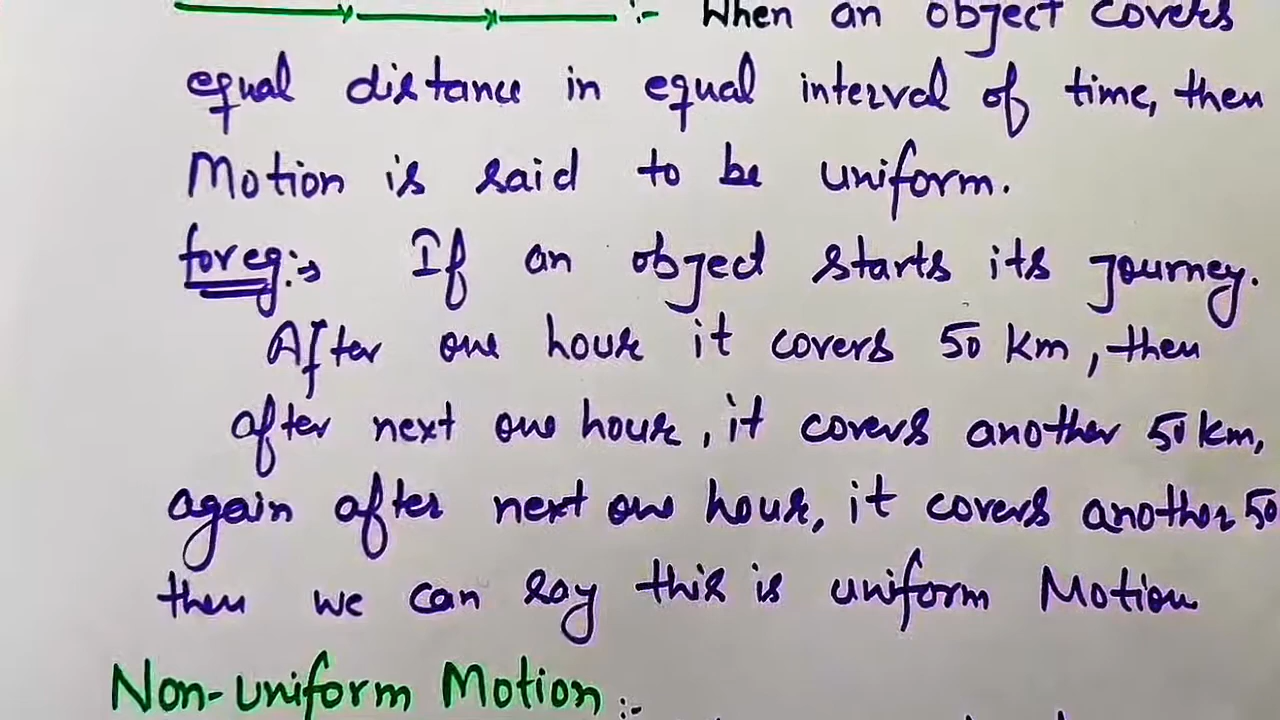 :- When an object covers
equal distance in equal interval of time, then
Motion is said to be uniform.
for eg:→ If an object starts its journey.
After one hour it covers 50 km, then
after next one hour, it covers another 50 km,
again after next one hour, it covers another 50
then we can say this is uniform Motion
Non-uniform Motion :-